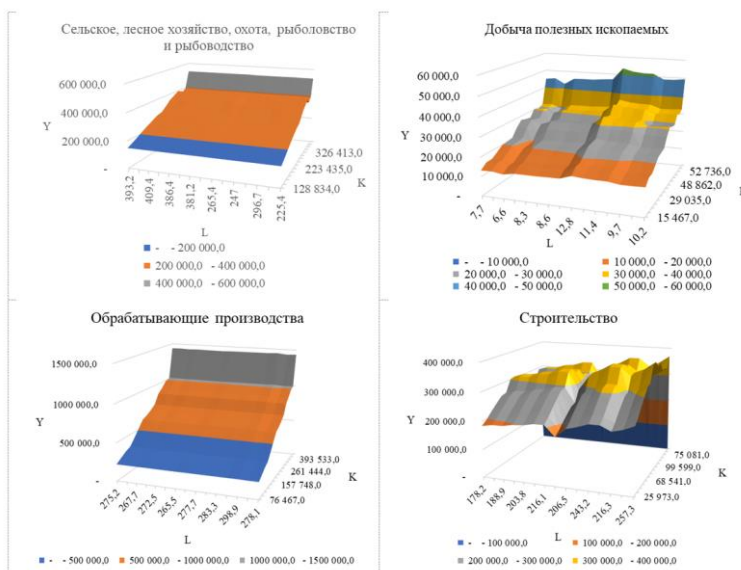 Сельское, лесное хозяйство, охота, рыболовство
и рыбоводство
600 000,0
400 000,0
Y
200 000,0
-
326 413,0
223 435,0
128 834,0
K
393,2
409,4
386,4
381,2
265,4
247
296,7
225,4
L
- - 200 000,0
200 000,0 - 400 000,0
400 000,0 - 600 000,0
Добыча полезных ископаемых
60 000,0
50 000,0
40 000,0
Y
30 000,0
20 000,0
10 000,0
-
52 736,0
48 862,0
29 035,0
15 467,0
7,7
6,6
8,3
8,6
12,8
11,4
9,7
10,2
L
- - 10 000,0
10 000,0 - 20 000,0
20 000,0 - 30 000,0
30 000,0 - 40 000,0
40 000,0 - 50 000,0
50 000,0 - 60 000,0
Обрабатывающие производства
1500 000,0
1000 000,0
Y
500 000,0
-
393 533,0
261 444,0
157 748,0
76 467,0
K
275,2
267,7
272,5
265,5
277,7
283,3
298,9
278,1
L
- - 500 000,0
500 000,0 - 1000 000,0
1000 000,0 - 1500 000,0
Строительство
400 000,0
300 000,0
Y
200 000,0
100 000,0
-
75 081,0
99 599,0
68 541,0
25 973,0
K
178,2
188,9
203,8
216,1
206,5
243,2
216,3
257,3
L
- - 100 000,0
100 000,0 - 200 000,0
200 000,0 - 300 000,0
300 000,0 - 400 000,0